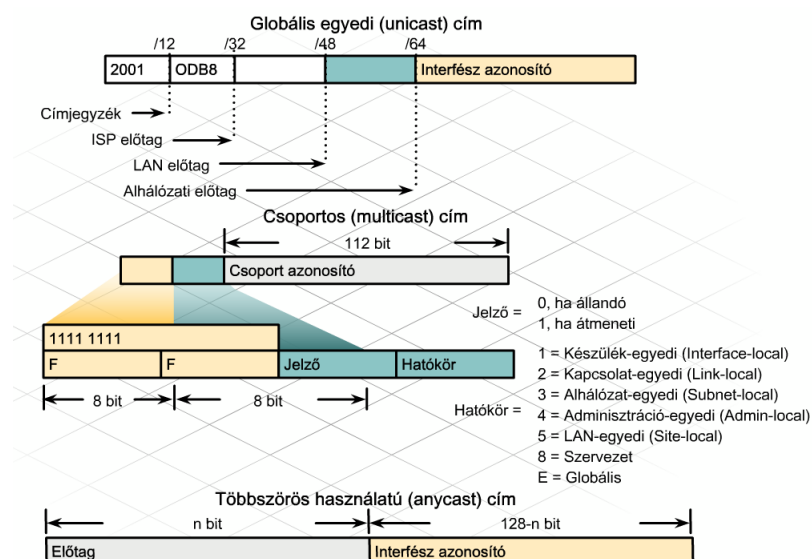 Globális egyedi (unicast) cím
/12 /32 /48 /64
2001 ODB8 Interfész azonosító
Címjegyzék
ISP előtag
LAN előtag
Alhálózati előtag
Csoportos (multicast) cím
112 bit
Csoport azonosító
Jelző = 0, ha állandó
1, ha átmeneti
1111 1111
F F Jelző Hatókör
8 bit 8 bit
Hatókör =
1 = Készülék-egyedi (Interface-local)
2 = Kapcsolat-egyedi (Link-local)
3 = Alhálózat-egyedi (Subnet-local)
4 = Adminisztráció-egyedi (Admin-local)
5 = LAN-egyedi (Site-local)
8 = Szervezet
E = Globális
Többszörös használatú (anycast) cím
n bit 128-n bit
Előtag Interfész azonosító